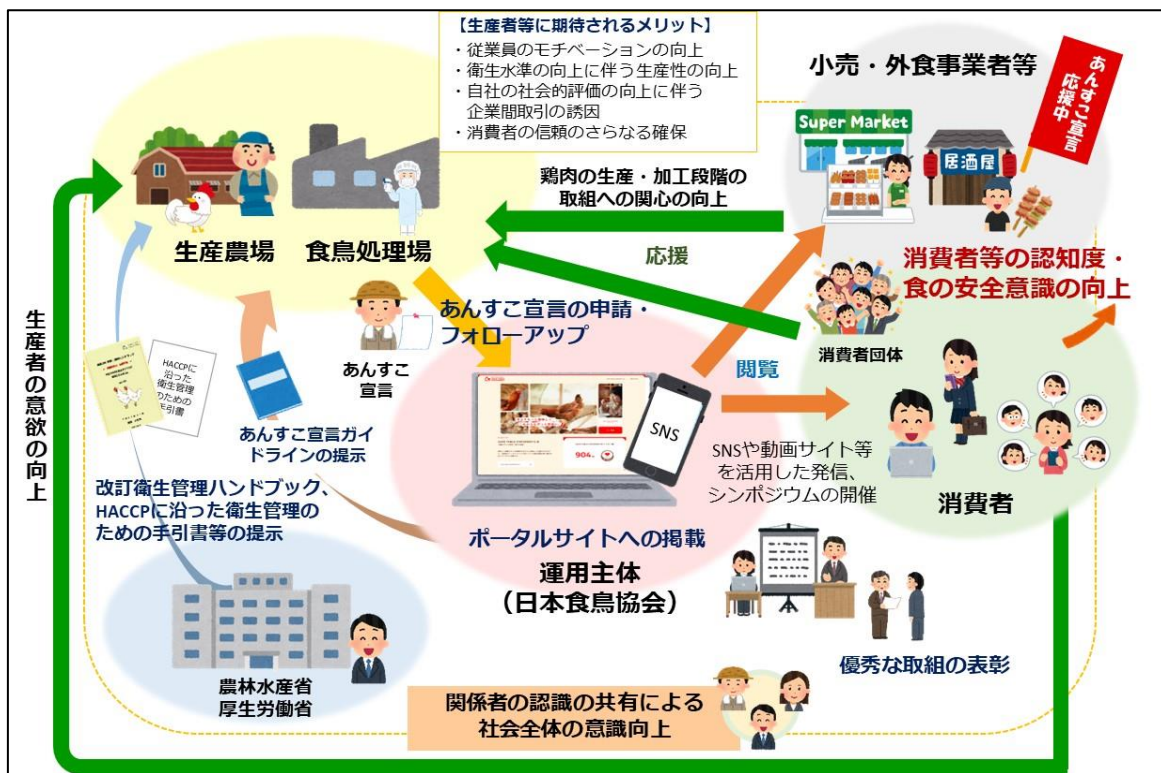 【生産者等に期待されるメリット】
・従業員のモチベーションの向上
・衛生水準の向上に伴う生産性の向上
・自社の社会的評価の向上に伴う
企業間取引の誘因
・消費者の信頼のさらなる確保
小売・外食事業者等
あんすこ宣言
応援中
Super Market
居酒屋
鶏肉の生産・加工段階の
取組への関心の向上
応援
生産農場
食鳥処理場
消費者等の認知度・
食の安全意識の向上
消費者団体
あんすこ宣言の申請・
フォローアップ
あんすこ
宣言
閲覧
SNS
904
HACCPに
沿った
衛生管理
のための
手引書
あんすこ宣言ガイ
ドラインの提示
SNSや動画サイト等
を活用した発信、
シンポジウムの開催
消費者
改訂衛生管理ハンドブック、
HACCPに沿った衛生管理の
ための手引書等の提示
ポータルサイトへの掲載
運用主体
（日本食鳥協会）
生産者の意欲の向上
農林水産省
厚生労働省
優秀な取組の表彰
関係者の認識の共有による
社会全体の意識向上